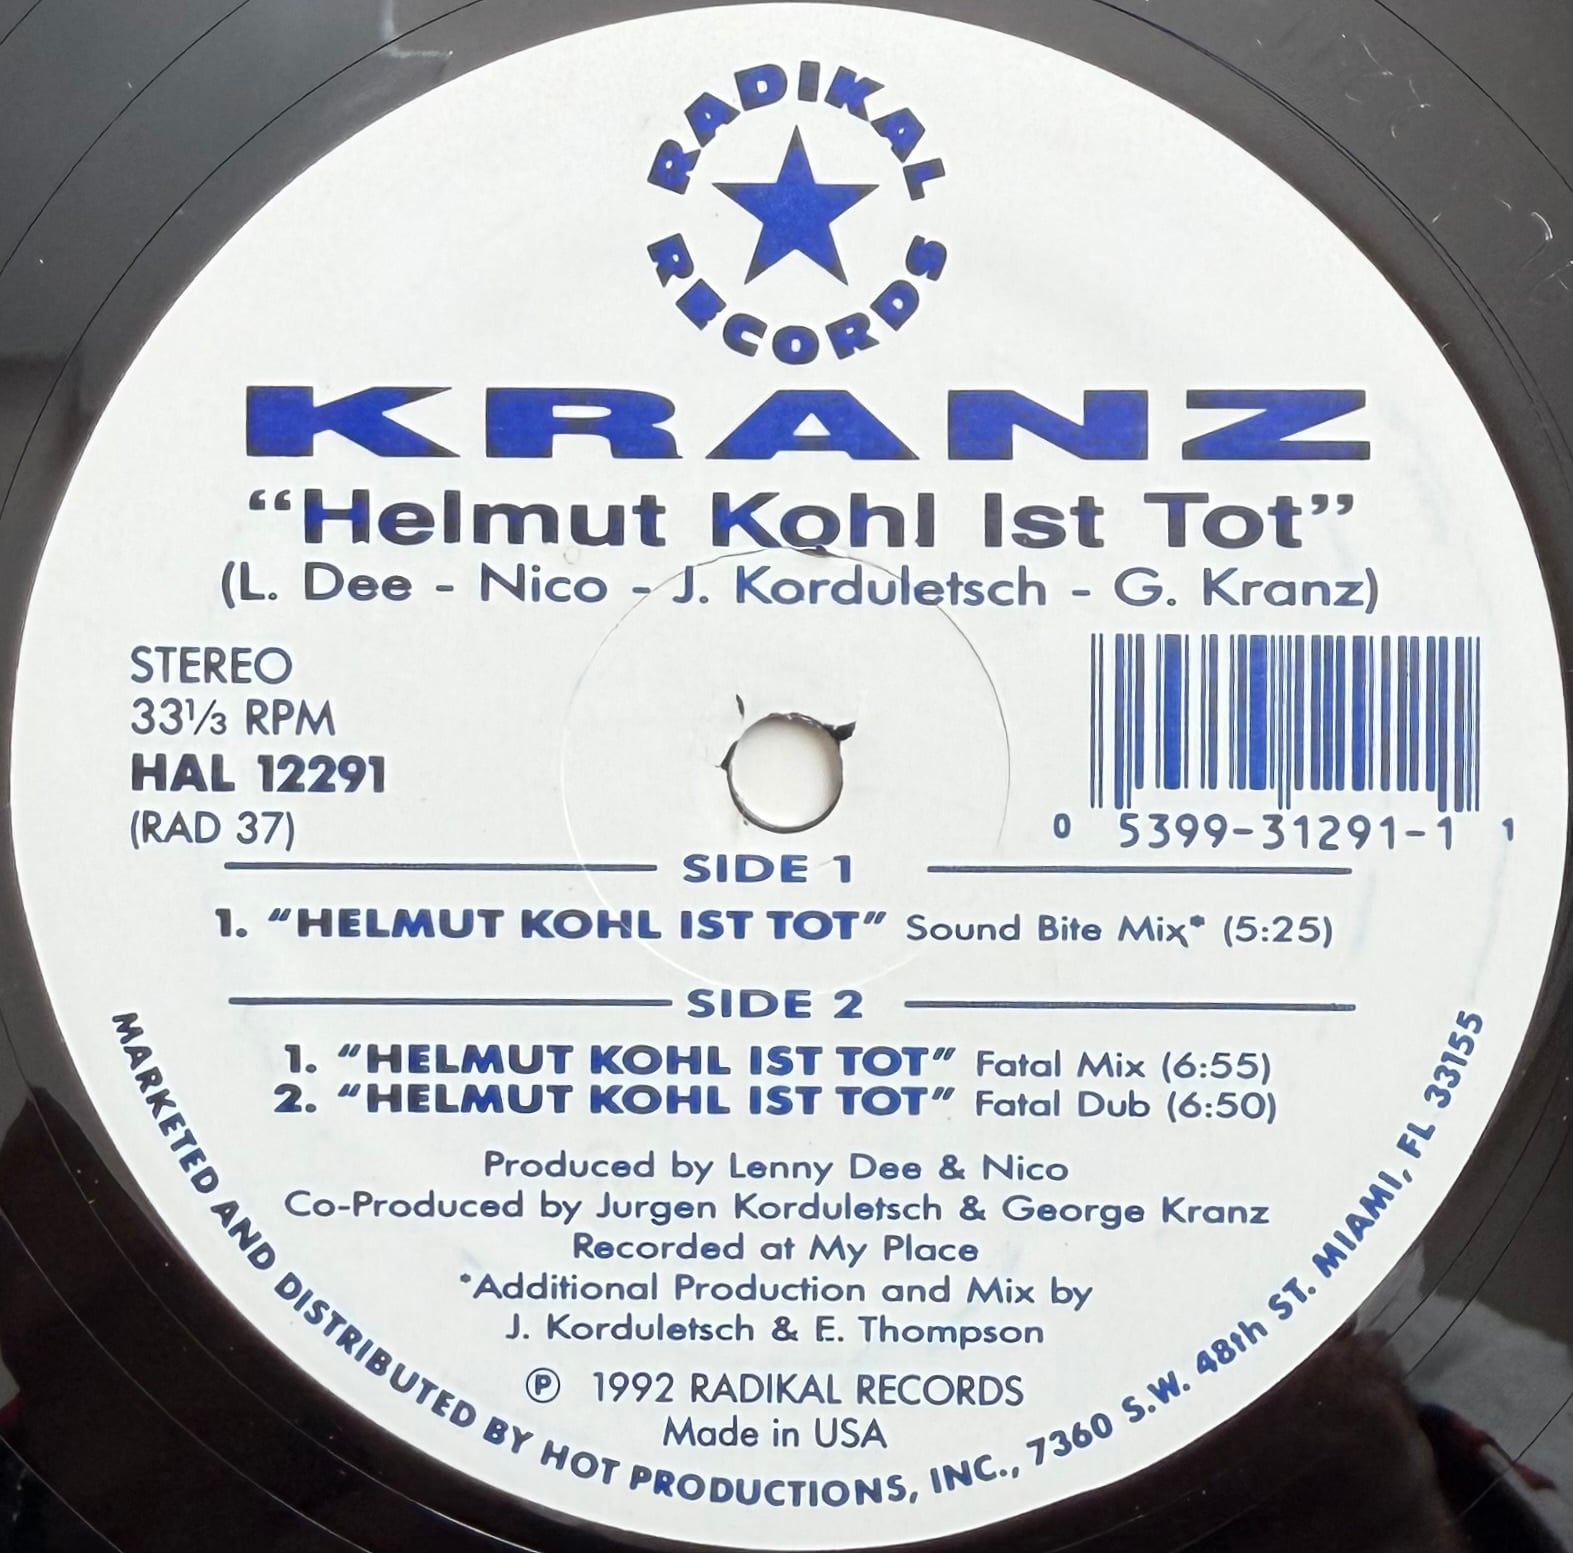 RADIKAL
RECORDS
KRANZ
“Helmut Kohl Ist Tot”
(L. Dee - Nico - J. Korduletsch - G. Kranz)
STEREO
33⅓ RPM
HAL 12291
(RAD 37)
0 5399-31291-1 1
SIDE 1
1. “HELMUT KOHL IST TOT” Sound Bite Mix* (5:25)
SIDE 2
1. “HELMUT KOHL IST TOT” Fatal Mix (6:55)
2. “HELMUT KOHL IST TOT” Fatal Dub (6:50)
Produced by Lenny Dee & Nico
Co-Produced by Jurgen Korduletsch & George Kranz
Recorded at My Place
*Additional Production and Mix by
J. Korduletsch & E. Thompson
℗ 1992 RADIKAL RECORDS
Made in USA
MARKETED AND DISTRIBUTED BY HOT PRODUCTIONS, INC., 7360 S.W. 48th ST. MIAMI, FL 33155